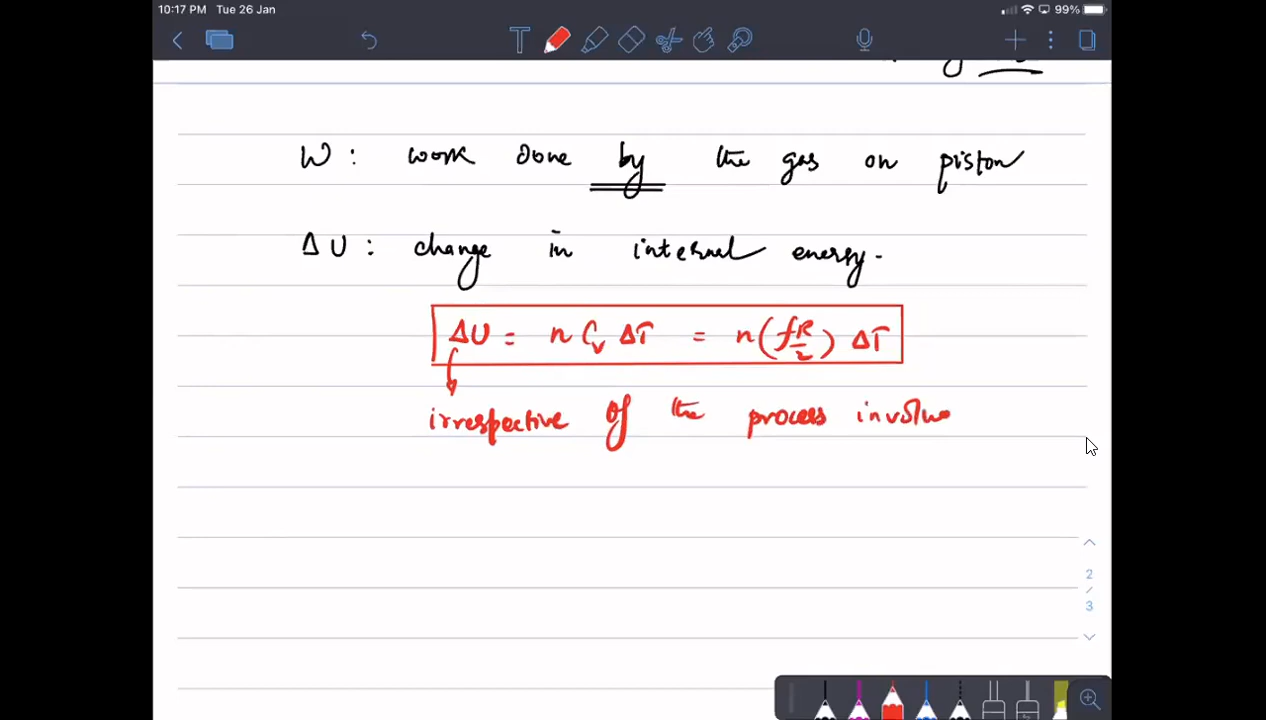 10:17 PM Tue 26 Jan
99%
W : work done by the gas on piston
ΔU : change in internal energy.
ΔU = n Cv ΔT = n(fR/2) ΔT
irrespective of the process involve
2
3